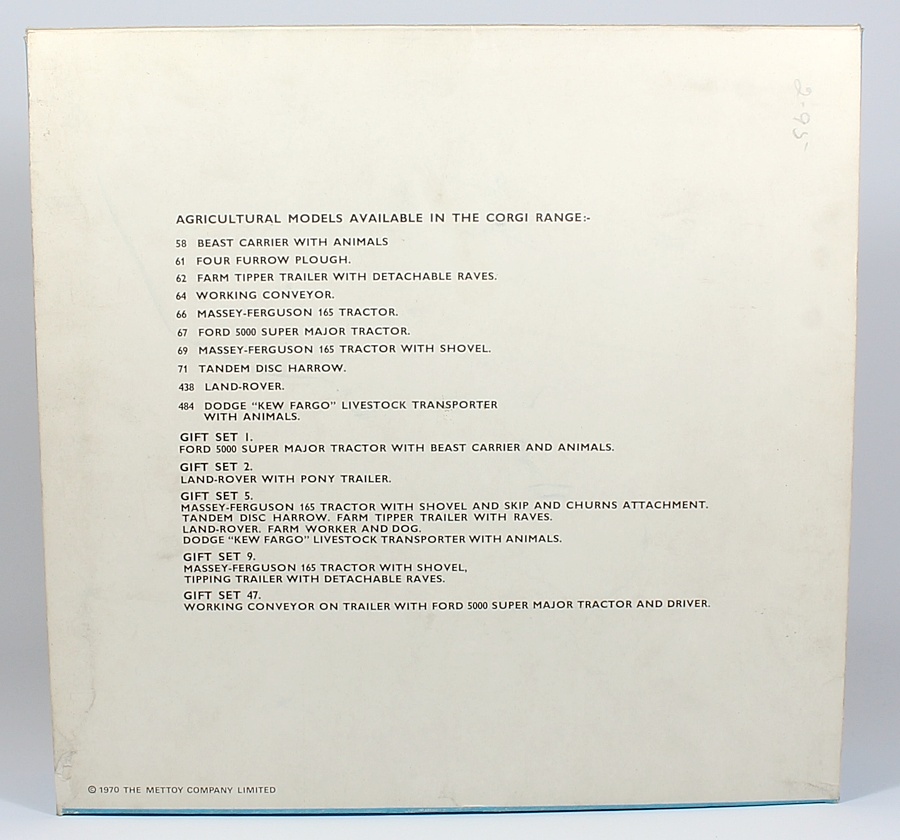 2-95-
AGRICULTURAL MODELS AVAILABLE IN THE CORGI RANGE:-
58 BEAST CARRIER WITH ANIMALS
61 FOUR FURROW PLOUGH.
62 FARM TIPPER TRAILER WITH DETACHABLE RAVES.
64 WORKING CONVEYOR.
66 MASSEY-FERGUSON 165 TRACTOR.
67 FORD 5000 SUPER MAJOR TRACTOR.
69 MASSEY-FERGUSON 165 TRACTOR WITH SHOVEL.
71 TANDEM DISC HARROW.
438 LAND-ROVER.
484 DODGE "KEW FARGO" LIVESTOCK TRANSPORTER
WITH ANIMALS.
GIFT SET 1.
FORD 5000 SUPER MAJOR TRACTOR WITH BEAST CARRIER AND ANIMALS.
GIFT SET 2.
LAND-ROVER WITH PONY TRAILER.
GIFT SET 5.
MASSEY-FERGUSON 165 TRACTOR WITH SHOVEL AND SKIP AND CHURNS ATTACHMENT.
TANDEM DISC HARROW. FARM TIPPER TRAILER WITH RAVES.
LAND-ROVER. FARM WORKER AND DOG.
DODGE "KEW FARGO" LIVESTOCK TRANSPORTER WITH ANIMALS.
GIFT SET 9.
MASSEY-FERGUSON 165 TRACTOR WITH SHOVEL,
TIPPING TRAILER WITH DETACHABLE RAVES.
GIFT SET 47.
WORKING CONVEYOR ON TRAILER WITH FORD 5000 SUPER MAJOR TRACTOR AND DRIVER.
© 1970 THE METTOY COMPANY LIMITED